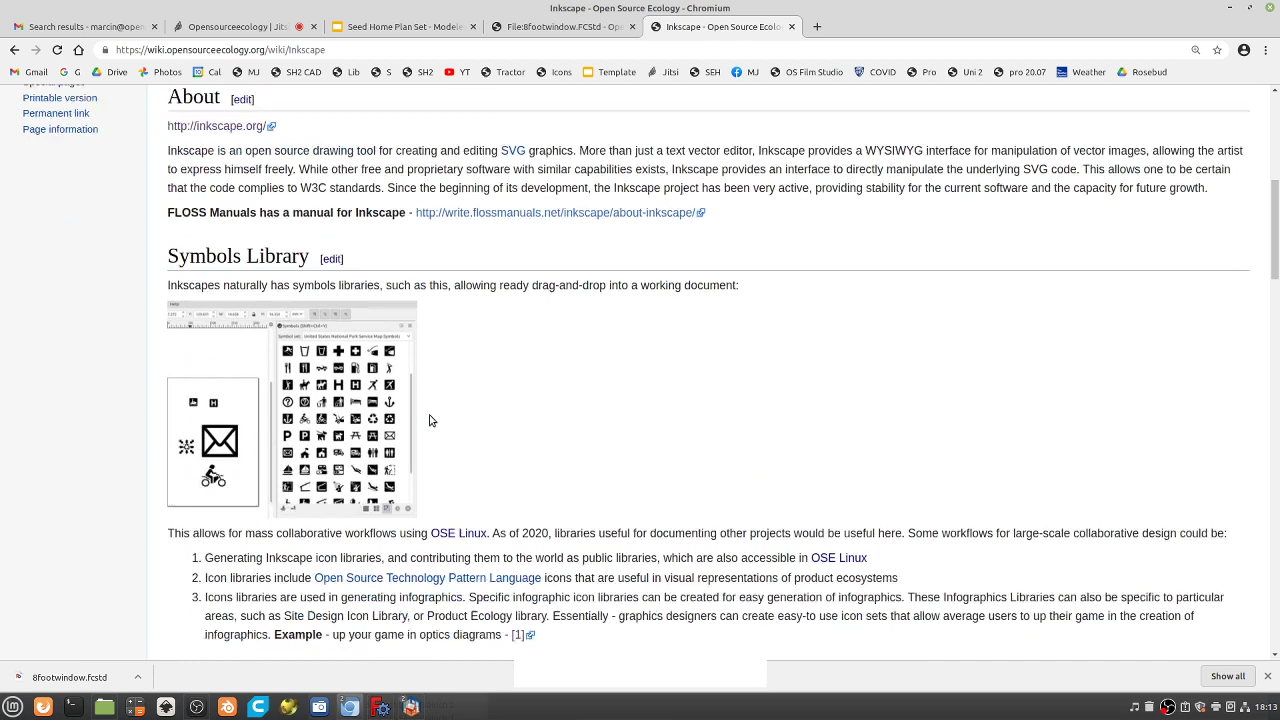 Inkscape - Open Source Ecology - Chromium
Search results - marcin@open
Opensourceecology | Jitsi
Seed Home Plan Set - Modele
File:8footwindow.FCStd - Ope
Inkscape - Open Source Ecolo
https://wiki.opensourceecology.org/wiki/Inkscape
Gmail G Drive Photos Cal MJ SH2 CAD Lib S SH2 YT Tractor Icons Template Jitsi SEH MJ OS Film Studio COVID Pro Uni 2 pro 20.07 Weather Rosebud
Printable version
Permanent link
Page information
About [edit]
http://inkscape.org/
Inkscape is an open source drawing tool for creating and editing SVG graphics. More than just a text vector editor, Inkscape provides a WYSIWYG interface for manipulation of vector images, allowing the artist
to express himself freely. While other free and proprietary software with similar capabilities exists, Inkscape provides an interface to directly manipulate the underlying SVG code. This allows one to be certain
that the code complies to W3C standards. Since the beginning of its development, the Inkscape project has been very active, providing stability for the current software and the capacity for future growth.
FLOSS Manuals has a manual for Inkscape - http://write.flossmanuals.net/inkscape/about-inkscape/
Symbols Library [edit]
Inkscapes naturally has symbols libraries, such as this, allowing ready drag-and-drop into a working document:
Help
Symbols (Shift+Ctrl+Y)
Symbol set: United States National Park Service Map Symbols
This allows for mass collaborative workflows using OSE Linux. As of 2020, libraries useful for documenting other projects would be useful here. Some workflows for large-scale collaborative design could be:
1. Generating Inkscape icon libraries, and contributing them to the world as public libraries, which are also accessible in OSE Linux
2. Icon libraries include Open Source Technology Pattern Language icons that are useful in visual representations of product ecosystems
3. Icons libraries are used in generating infographics. Specific infographic icon libraries can be created for easy generation of infographics. These Infographics Libraries can also be specific to particular
areas, such as Site Design Icon Library, or Product Ecology library. Essentially - graphics designers can create easy-to use icon sets that allow average users to up their game in the creation of
infographics. Example - up your game in optics diagrams - [1]
8footwindow.fcstd
Show all
18:13